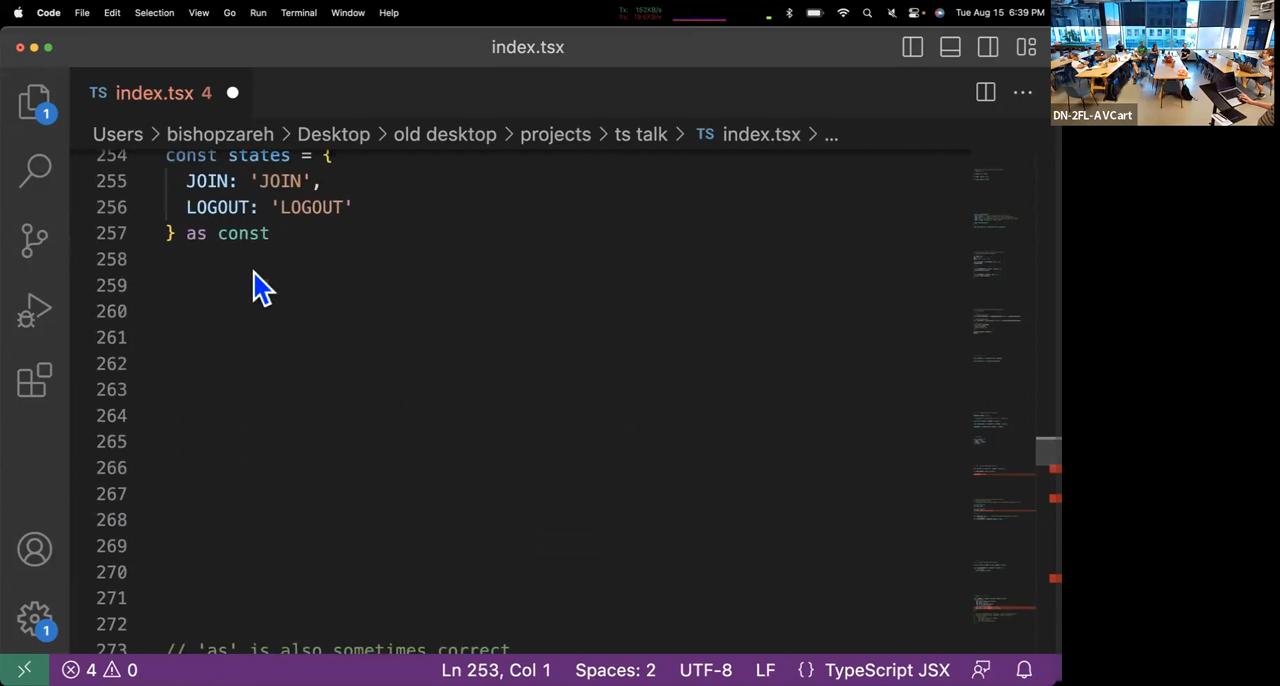 Code File Edit Selection View Go Run Terminal Window Help Tue Aug 15 6:39 PM
index.tsx
TS index.tsx 4
DN-2FL-AVCart
Users > bishopzareh > Desktop > old desktop > projects > ts talk > TS index.tsx > ...
254 const states = {
255 JOIN: 'JOIN',
256 LOGOUT: 'LOGOUT'
257 } as const
258
259
260
261
262
263
264
265
266
267
268
269
270
271
272
273 // 'as' is also sometimes correct
1
1
4 0 Ln 253, Col 1 Spaces: 2 UTF-8 LF {} TypeScript JSX